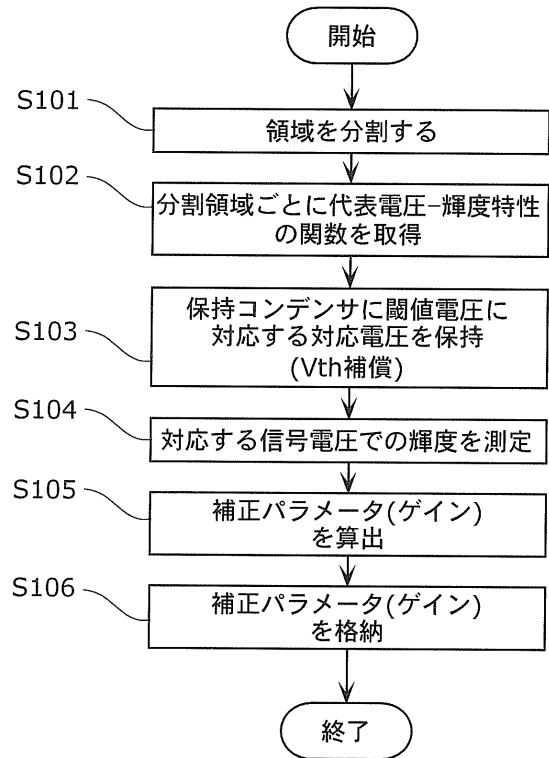 開始
S101
領域を分割する
S102
分割領域ごとに代表電圧−輝度特性
の関数を取得
S103
保持コンデンサに閾値電圧に
対応する対応電圧を保持
(Vth補償)
S104
対応する信号電圧での輝度を測定
S105
補正パラメータ(ゲイン)
を算出
S106
補正パラメータ(ゲイン)
を格納
終了